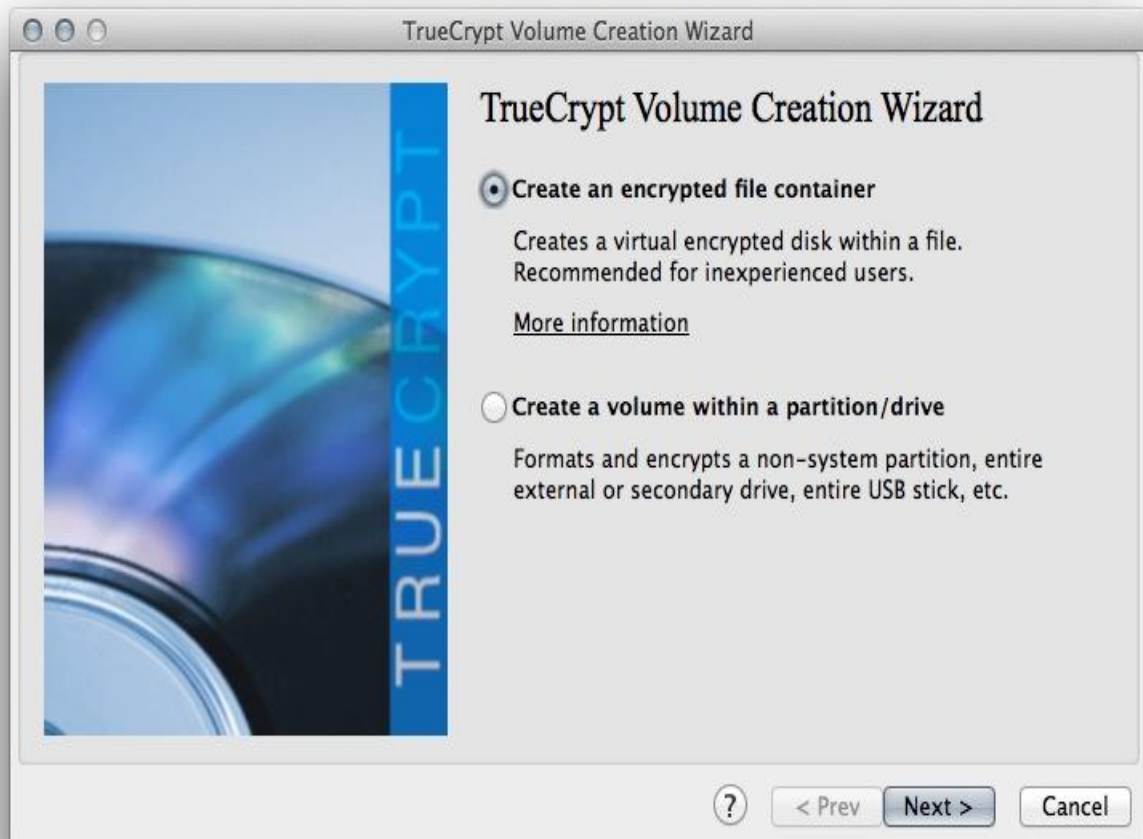 TrueCrypt Volume Creation Wizard
TRUECRYPT
TrueCrypt Volume Creation Wizard
Create an encrypted file container
Creates a virtual encrypted disk within a file.
Recommended for inexperienced users.
More information
Create a volume within a partition/drive
Formats and encrypts a non-system partition, entire
external or secondary drive, entire USB stick, etc.
?
< Prev
Next >
Cancel